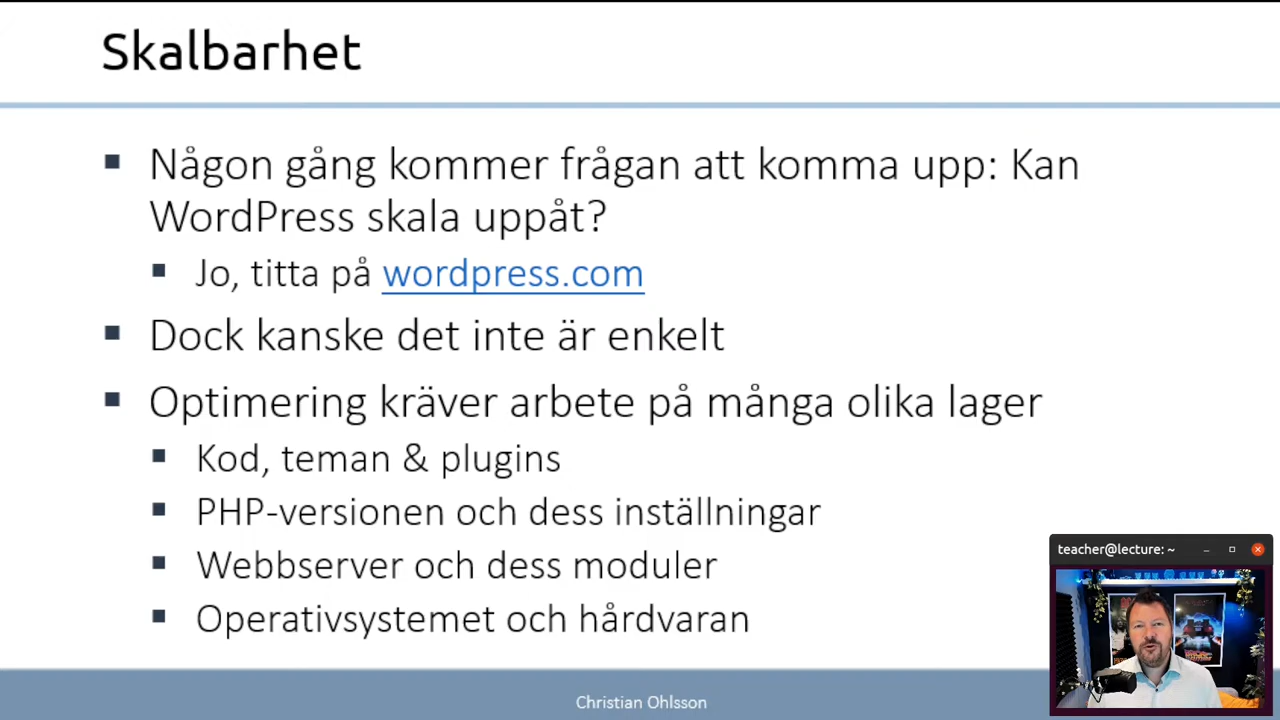 Skalbarhet
Någon gång kommer frågan att komma upp: Kan
WordPress skala uppåt?
Jo, titta på wordpress.com
Dock kanske det inte är enkelt
Optimering kräver arbete på många olika lager
Kod, teman & plugins
PHP-versionen och dess inställningar
Webbserver och dess moduler
Operativsystemet och hårdvaran
teacher@lecture: ~
Christian Ohlsson